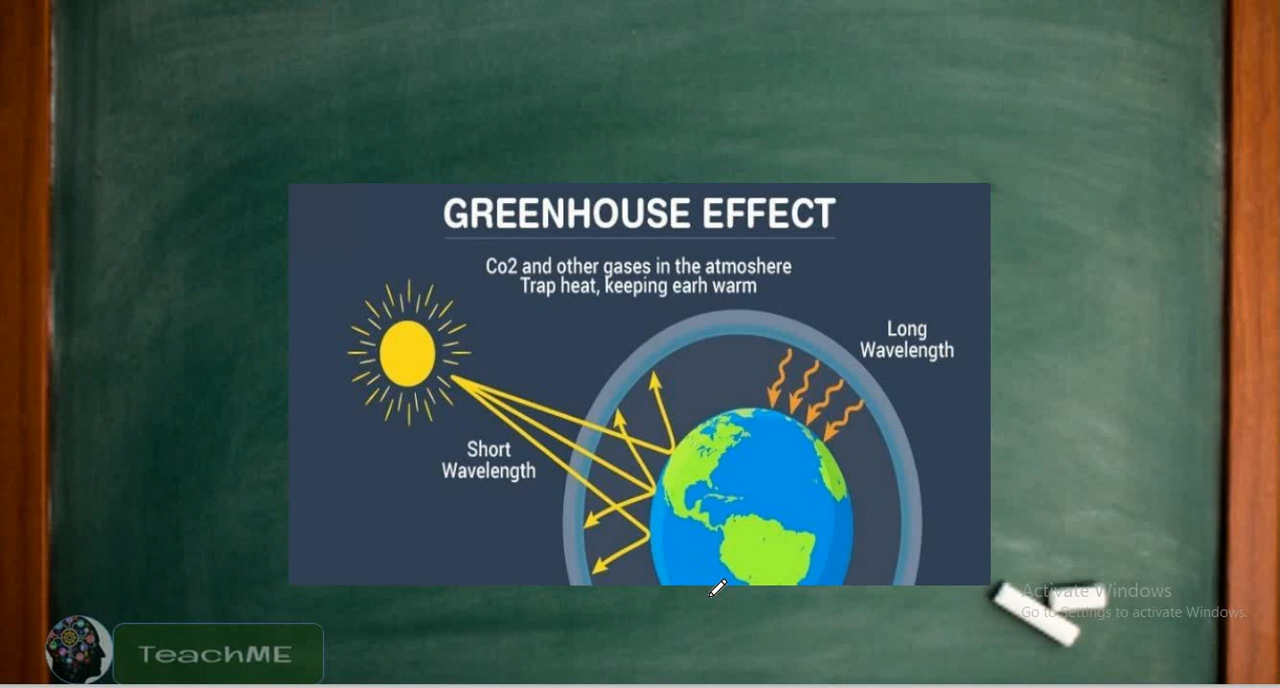 GREENHOUSE EFFECT
Co2 and other gases in the atmoshere
Trap heat, keeping earh warm
Long
Wavelength
Short
Wavelength
Activate Windows
Go to Settings to activate Windows.
TeachME